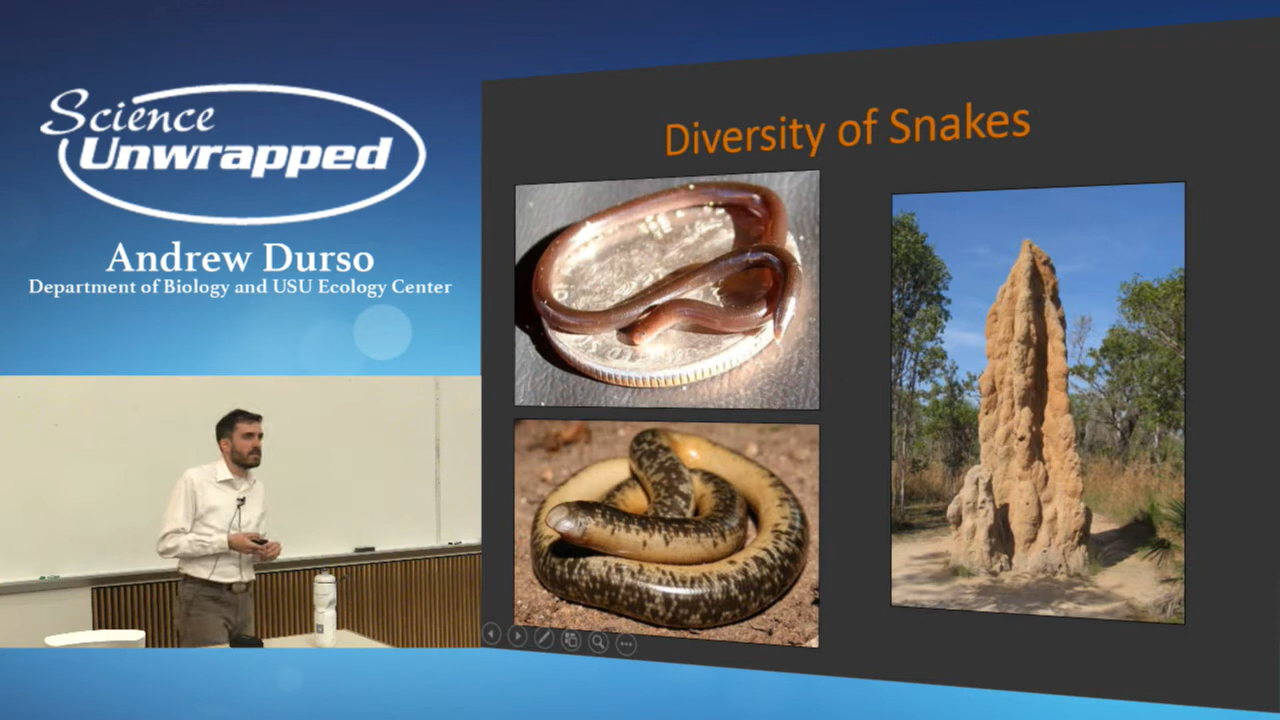 Science
Unwrapped
Andrew Durso
Department of Biology and USU Ecology Center
Diversity of Snakes